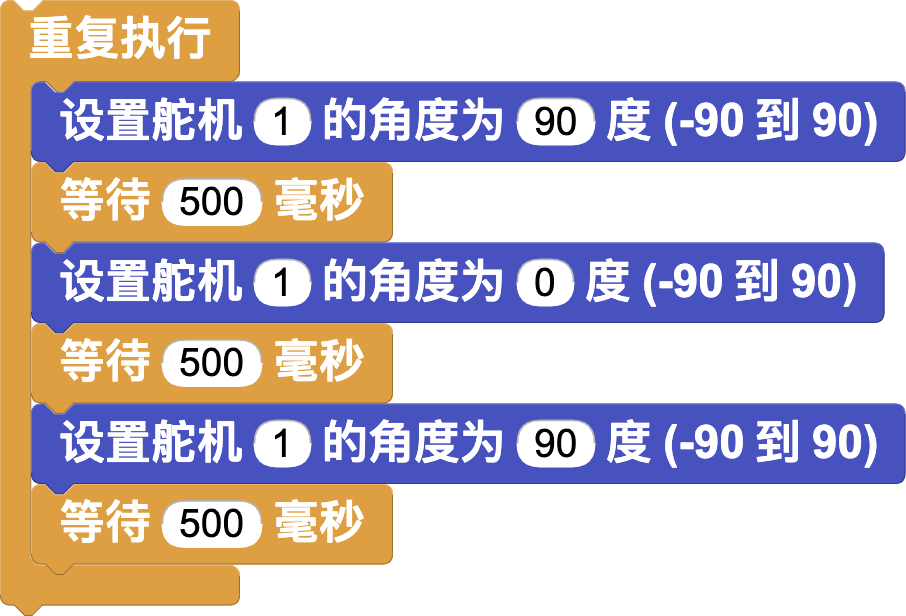 重复执行
设置舵机 1 的角度为 90 度 (-90 到 90)
等待 500 毫秒
设置舵机 1 的角度为 0 度 (-90 到 90)
等待 500 毫秒
设置舵机 1 的角度为 90 度 (-90 到 90)
等待 500 毫秒